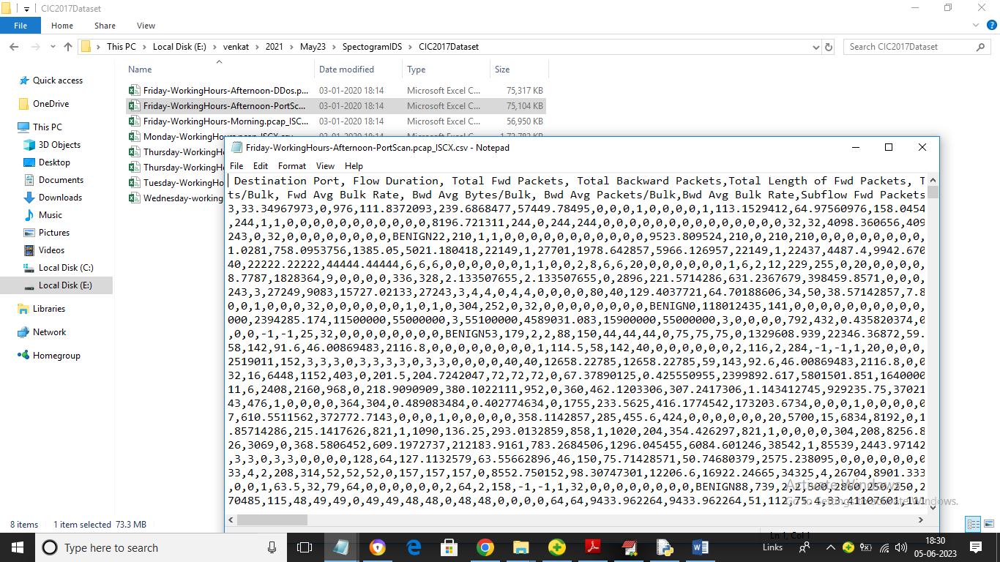 CIC2017Dataset
File Home Share View
This PC Local Disk (E:) venkat 2021 May23 SpectogramIDS CIC2017Dataset Search CIC2017Dataset
Name Date modified Type Size
Quick access
OneDrive
This PC
3D Objects
Desktop
Documents
Downloads
Music
Pictures
Videos
Local Disk (C:)
Local Disk (E:)
Libraries
Network
Homegroup
Friday-WorkingHours-Afternoon-DDos.p... 03-01-2020 18:14 Microsoft Excel C... 75,317 KB
Friday-WorkingHours-Afternoon-PortSc... 03-01-2020 18:14 Microsoft Excel C... 75,104 KB
Friday-WorkingHours-Morning.pcap_ISC... 03-01-2020 18:14 Microsoft Excel C... 56,950 KB
Monday-WorkingHours.pcap_ISCX.csv 03-01-2020 18:14 Microsoft Excel C... 1,73,782 KB
Thursday-WorkingH
Thursday-WorkingH
Tuesday-WorkingHo
Wednesday-working
Friday-WorkingHours-Afternoon-PortScan.pcap_ISCX.csv - Notepad
File Edit Format View Help
Destination Port, Flow Duration, Total Fwd Packets, Total Backward Packets,Total Length of Fwd Packets, T
ts/Bulk, Fwd Avg Bulk Rate, Bwd Avg Bytes/Bulk, Bwd Avg Packets/Bulk,Bwd Avg Bulk Rate,Subflow Fwd Packets
3,33.34967973,0,976,111.8372093,239.6868477,57449.78495,0,0,0,1,0,0,0,0,1,113.1529412,64.97560976,158.0454
,244,1,1,0,0,0,0,0,0,0,0,0,0,0,8196.721311,244,0,244,244,0,0,0,0,0,0,0,0,0,0,0,0,32,32,4098.360656,409
243,0,32,0,0,0,0,0,0,0,0,BENIGN22,210,1,1,0,0,0,0,0,0,0,0,0,0,0,9523.809524,210,0,210,210,0,0,0,0,0,0,0,
1.0281,758.0953756,1385.05,5021.180418,22149,1,27701,1978.642857,5966.126957,22149,1,22437,4487.4,9942.670
40,22222.22222,44444.44444,6,6,6,0,0,0,0,0,0,1,1,0,0,2,8,6,6,20,0,0,0,0,0,0,1,6,2,12,229,255,0,20,0,0,0,0,
8.7787,1828364,9,0,0,0,0,336,328,2.133507655,2.133507655,0,2896,221.5714286,631.2367679,398459.8571,0,0,0,
243,3,27249,9083,15727.02133,27243,3,4,4,0,4,4,0,0,0,0,80,40,129.4037721,64.70188606,34,50,38.57142857,7.8
0,0,1,0,0,0,32,0,0,0,0,0,0,1,0,1,0,304,252,0,32,0,0,0,0,0,0,0,0,BENIGN0,118012435,141,0,0,0,0,0,0,0,0,0,0,
000,2394285.174,11500000,55000000,3,55100000,4589031.083,15900000,55000000,3,0,0,0,0,792,432,0.435820374,0
,0,0,-1,-1,25,32,0,0,0,0,0,0,0,0,BENIGN53,179,2,2,88,150,44,44,44,0,75,75,75,0,1329608.939,22346.36872,59.
58,142,91.6,46.00869483,2116.8,0,0,0,0,0,0,0,0,1,114.5,58,142,40,0,0,0,0,0,0,2,116,2,284,-1,-1,1,20,0,0,0,
2519011,152,3,3,3,0,3,3,3,3,0,3,3,0,0,0,0,40,40,12658.22785,12658.22785,59,143,92.6,46.00869483,2116.8,0,0
32,16,6448,1152,403,0,201.5,204.7242047,72,72,72,0,67.37890125,0.425550955,2399892.617,5801501.851,1640000
11,6,2408,2160,968,0,218.9090909,380.1022111,952,0,360,462.1203306,307.2417306,1.143412745,929235.75,37021
43,476,1,0,0,0,0,364,304,0.489083484,0.402774634,0,1755,233.5625,416.1774542,173203.6734,0,0,0,1,0,0,0,0,0
7,610.5511562,372772.7143,0,0,0,1,0,0,0,0,0,358.1142857,285,455.6,424,0,0,0,0,0,0,20,5700,15,6834,8192,0,1
.85714286,215.1417626,821,1,1090,136.25,293.0132859,858,1,1020,204,354.426297,821,1,0,0,0,0,304,208,8256.8
26,3069,0,368.5806452,609.1972737,212183.9161,783.2684506,1296.045455,6084.601246,38542,1,85539,2443.97142
,3,3,0,3,3,0,0,0,0,128,64,127.1132579,63.55662896,46,150,75.71428571,50.74680379,2575.238095,0,0,0,0,0,0,0
33,4,2,208,314,52,52,52,0,157,157,157,0,8552.750152,98.30747301,12206.6,16922.24665,34325,4,26704,8901.333
,0,0,1,63.5,32,79,64,0,0,0,0,0,0,2,64,2,158,-1,-1,1,32,0,0,0,0,0,0,0,0,BENIGN88,739,
70485,115,48,49,49,0,49,49,48,48,0,48,48,0,0,0,0,64,64,9433.962264,9433.962264,51,
Activate Windows
Go to Settings to activate Windows.
Ln 1, Col 1
8 items 1 item selected 73.3 MB
Type here to search Links 18:30
05-06-2023